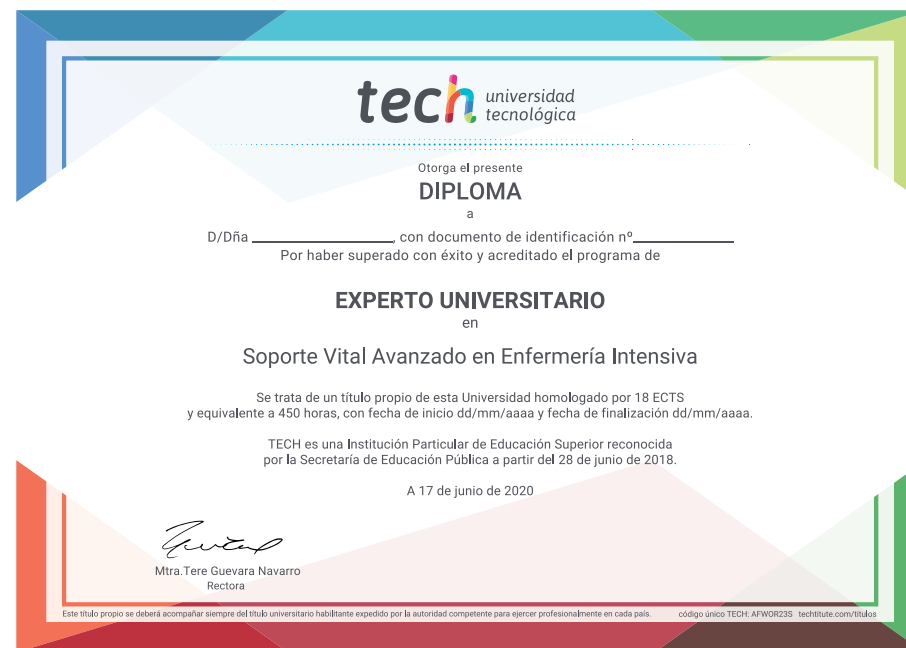 tech universidad
tecnológica
Otorga el presente
DIPLOMA
a
D/Dña ____________________, con documento de identificación nº______________
Por haber superado con éxito y acreditado el programa de
EXPERTO UNIVERSITARIO
en
Soporte Vital Avanzado en Enfermería Intensiva
Se trata de un título propio de esta Universidad homologado por 18 ECTS
y equivalente a 450 horas, con fecha de inicio dd/mm/aaaa y fecha de finalización dd/mm/aaaa.
TECH es una Institución Particular de Educación Superior reconocida
por la Secretaría de Educación Pública a partir del 28 de junio de 2018.
A 17 de junio de 2020
Mtra.Tere Guevara Navarro
Rectora
Este título propio se deberá acompañar siempre del título universitario habilitante expedido por la autoridad competente para ejercer profesionalmente en cada país. código único TECH: AFWOR23S techtitute.com/titulos